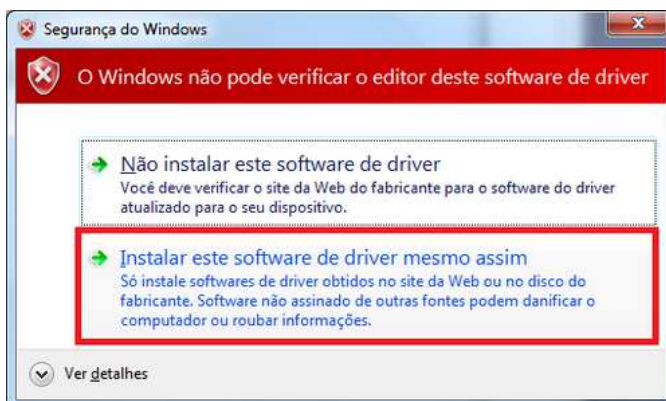 Segurança do Windows
O Windows não pode verificar o editor deste software de driver
Não instalar este software de driver
Você deve verificar o site da Web do fabricante para o software do driver
atualizado para o seu dispositivo.
Instalar este software de driver mesmo assim
Só instale softwares de driver obtidos no site da Web ou no disco do
fabricante. Software não assinado de outras fontes podem danificar o
computador ou roubar informações.
Ver detalhes